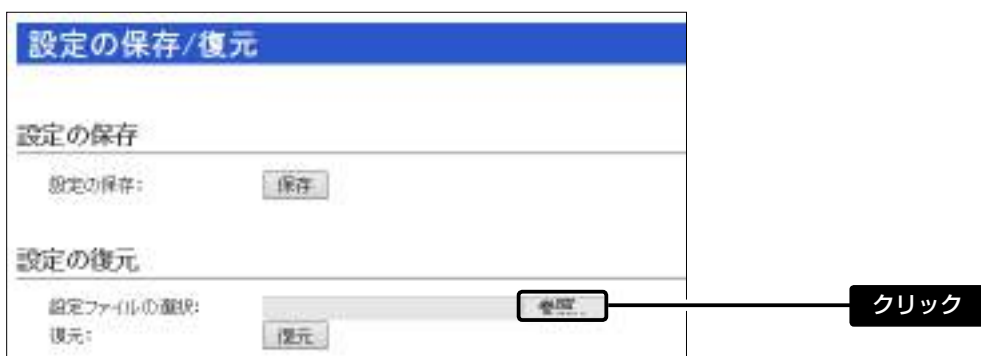 設定の保存/復元
設定の保存
設定の保存: 保存
設定の復元
設定ファイルの選択: 参照...
クリック
復元: 復元